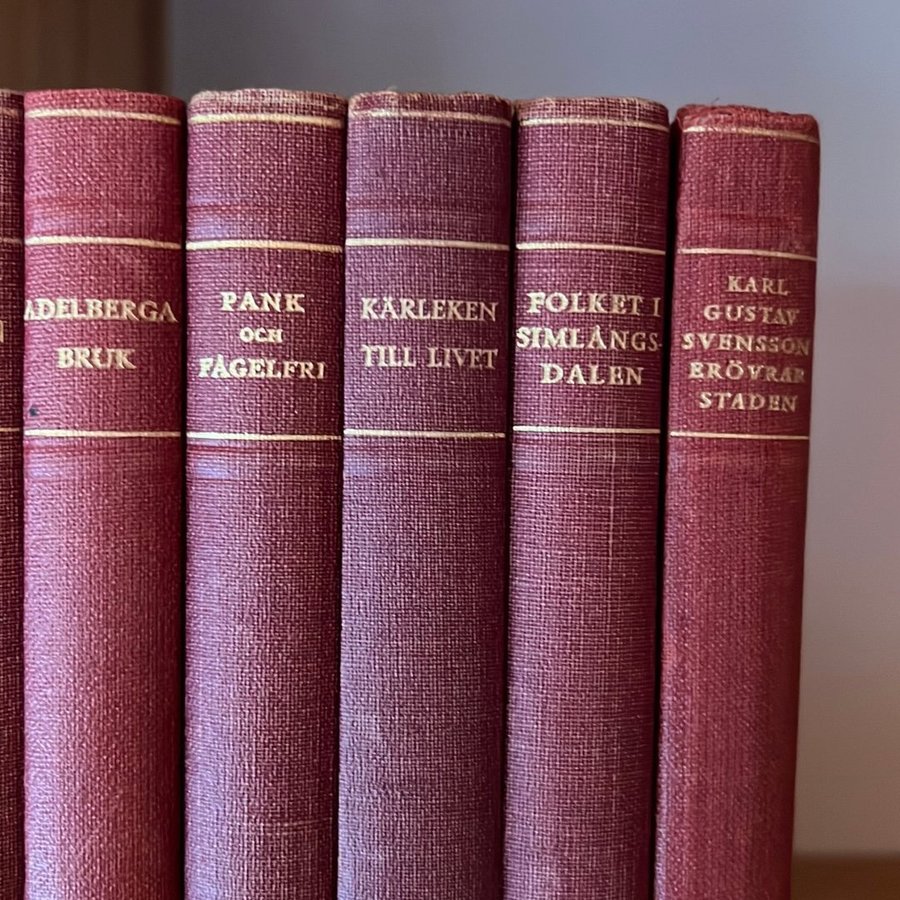 ADELBERGA
BRUK
PANK
OCH
FÅGELFRI
KÄRLEKEN
TILL LIVET
FOLKET I
SIMLÅNGS-
DALEN
KARL
GUSTAV
SVENSSON
ERÖVRAR
STADEN